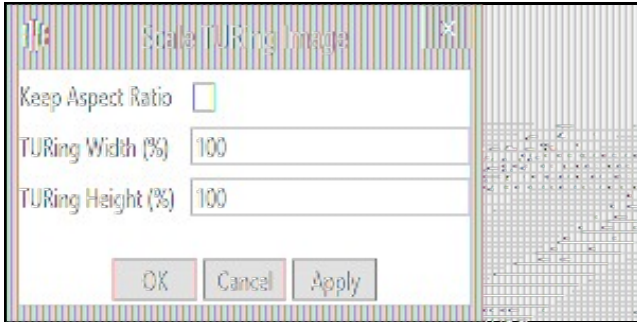 Scale TURing Image
Keep Aspect Ratio
TURing Width (%) 100
TURing Height (%) 100
OK Cancel Apply